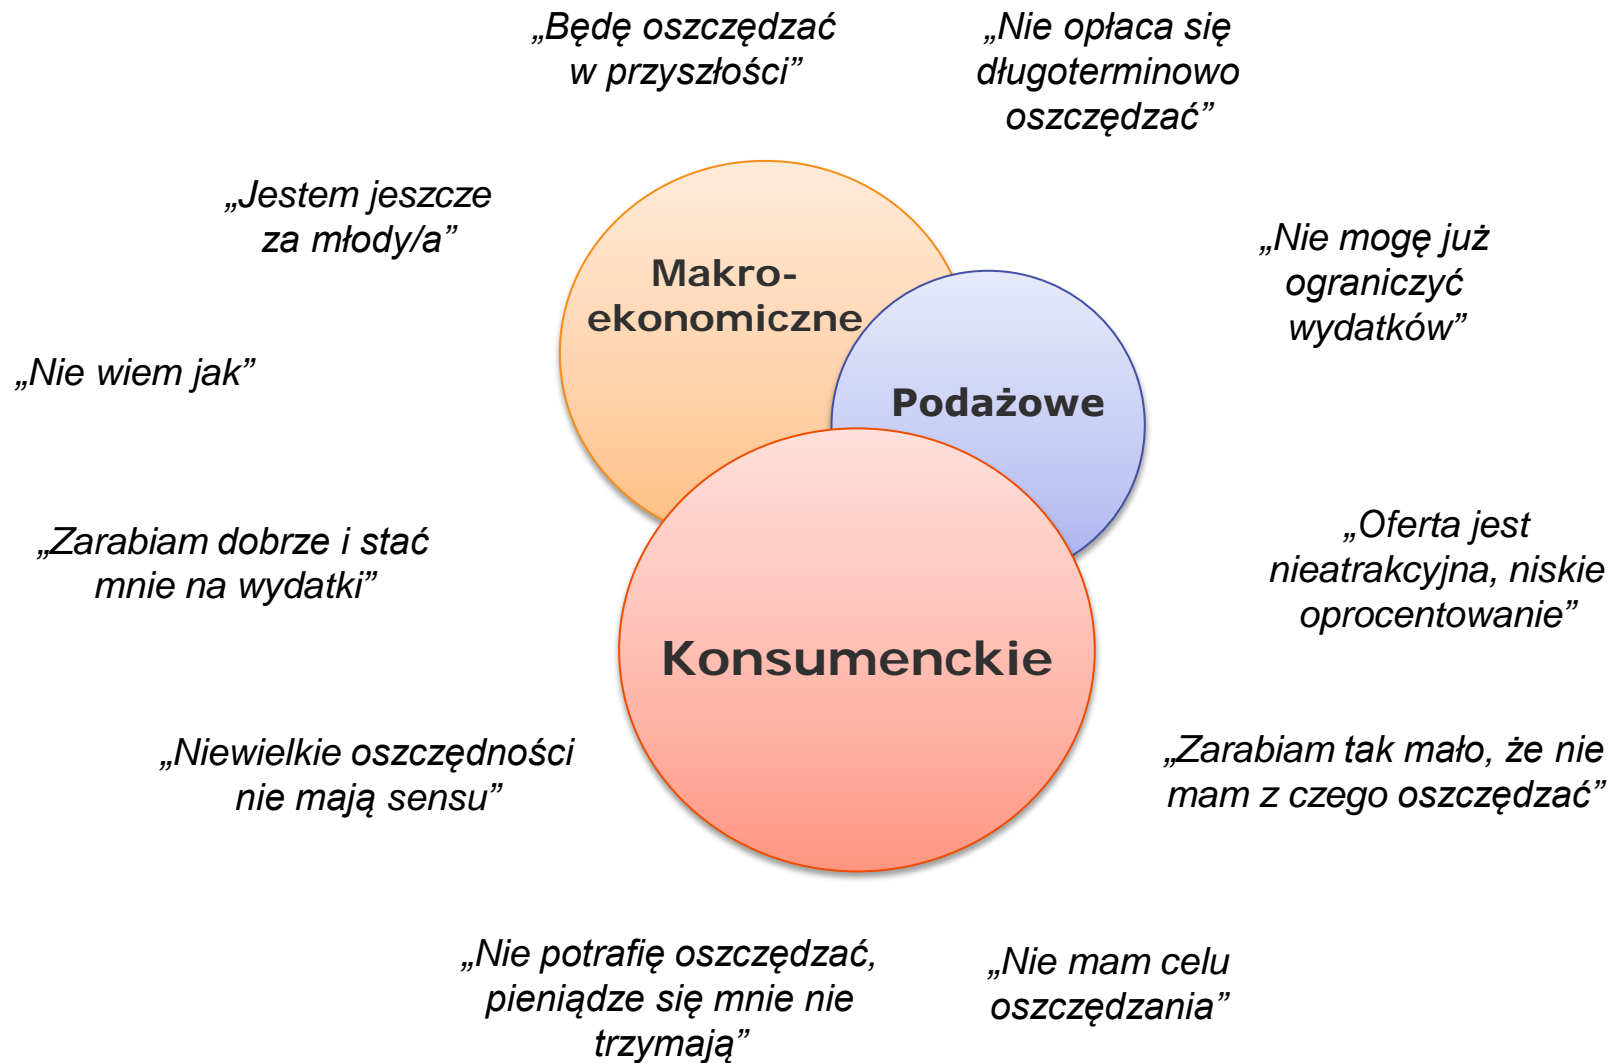 „Będę oszczędzać
w przyszłości”
„Nie opłaca się
długoterminowo
oszczędzać”
„Jestem jeszcze
za młody/a”
„Nie mogę już
ograniczyć
wydatków”
Makro-
ekonomiczne
„Nie wiem jak”
Podażowe
„Zarabiam dobrze i stać
mnie na wydatki”
„Oferta jest
nieatrakcyjna, niskie
oprocentowanie”
Konsumenckie
„Niewielkie oszczędności
nie mają sensu”
„Zarabiam tak mało, że nie
mam z czego oszczędzać”
„Nie potrafię oszczędzać,
pieniądze się mnie nie
trzymają”
„Nie mam celu
oszczędzania”